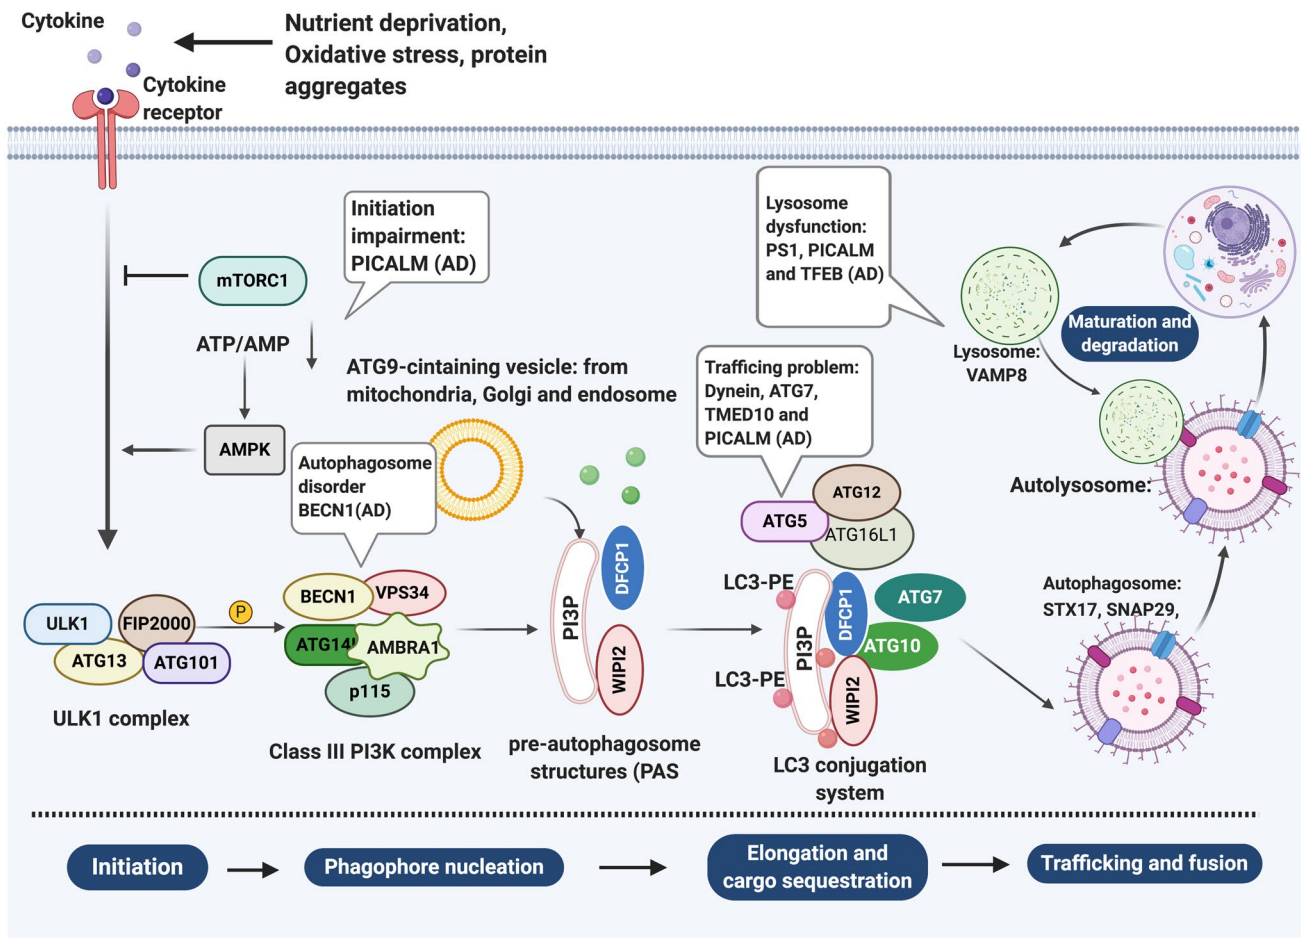 Cytokine
Nutrient deprivation,
Oxidative stress, protein
aggregates
Cytokine
receptor
Initiation
impairment:
PICALM (AD)
mTORC1
ATP/AMP
AMPK
ATG9-cintaining vesicle: from
mitochondria, Golgi and endosome
Autophagosome
disorder
BECN1(AD)
Lysosome
dysfunction:
PS1, PICALM
and TFEB (AD)
Trafficing problem:
Dynein, ATG7,
TMED10 and
PICALM (AD)
Maturation and
degradation
Lysosome:
VAMP8
Autolysosome:
Autophagosome:
STX17, SNAP29,
ULK1
FIP2000
ATG13
ATG101
ULK1 complex
P
BECN1
VPS34
ATG14L
AMBRA1
p115
Class III PI3K complex
PI3P
DFCP1
WIPI2
pre-autophagosome
structures (PAS
ATG12
ATG5
ATG16L1
LC3-PE
LC3-PE
PI3P
DFCP1
WIPI2
ATG7
ATG10
LC3 conjugation
system
Initiation
Phagophore nucleation
Elongation and
cargo sequestration
Trafficking and fusion